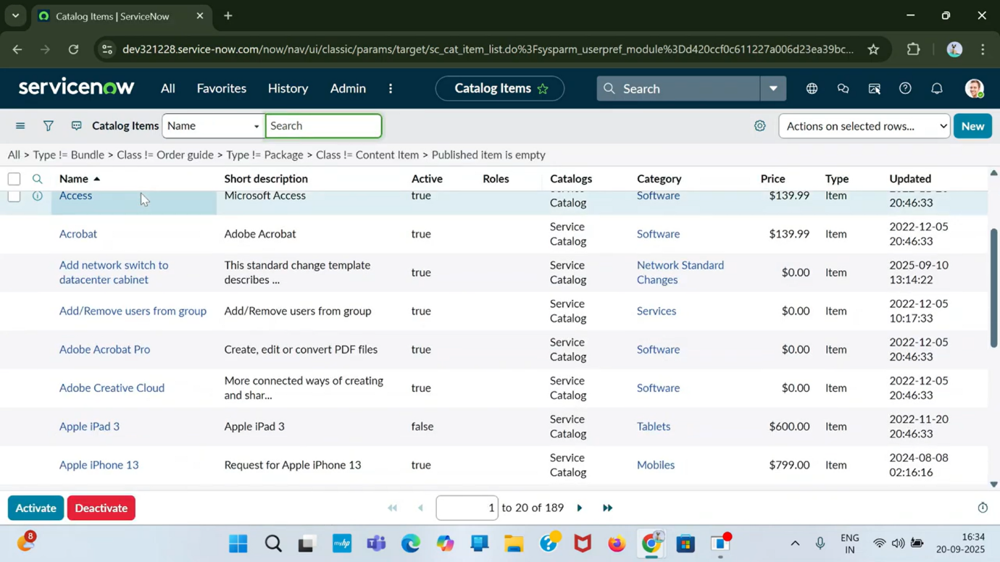 Catalog Items | ServiceNow
dev321228.service-now.com/now/nav/ui/classic/params/target/sc_cat_item_list.do%3Fsysparm_userpref_module%3Dd420ccf0c611227a006d23ea39bc...
servicenow All Favorites History Admin Catalog Items Search
Catalog Items Name Search Actions on selected rows... New
All > Type != Bundle > Class != Order guide > Type != Package > Class != Content Item > Published item is empty
Name Short description Active Roles Catalogs Category Price Type Updated
Access Microsoft Access true Catalog Software $139.99 Item
20:46:33
Acrobat Adobe Acrobat true Service Catalog Software $139.99 Item 2022-12-05 20:46:33
Add network switch to datacenter cabinet This standard change template describes ... true Service Catalog Network Standard Changes $0.00 Item 2025-09-10 13:14:22
Add/Remove users from group Add/Remove users from group true Service Catalog Services $0.00 Item 2022-12-05 10:17:33
Adobe Acrobat Pro Create, edit or convert PDF files true Service Catalog Software $0.00 Item 2022-12-05 20:46:33
Adobe Creative Cloud More connected ways of creating and shar... true Service Catalog Software $0.00 Item 2022-12-05 20:46:33
Apple iPad 3 Apple iPad 3 false Service Catalog Tablets $600.00 Item 2022-11-20 20:46:33
Apple iPhone 13 Request for Apple iPhone 13 true Service Catalog Mobiles $799.00 Item 2024-08-08 02:16:16
Activate Deactivate 1 to 20 of 189
8 myhp ENG IN 16:34 20-09-2025